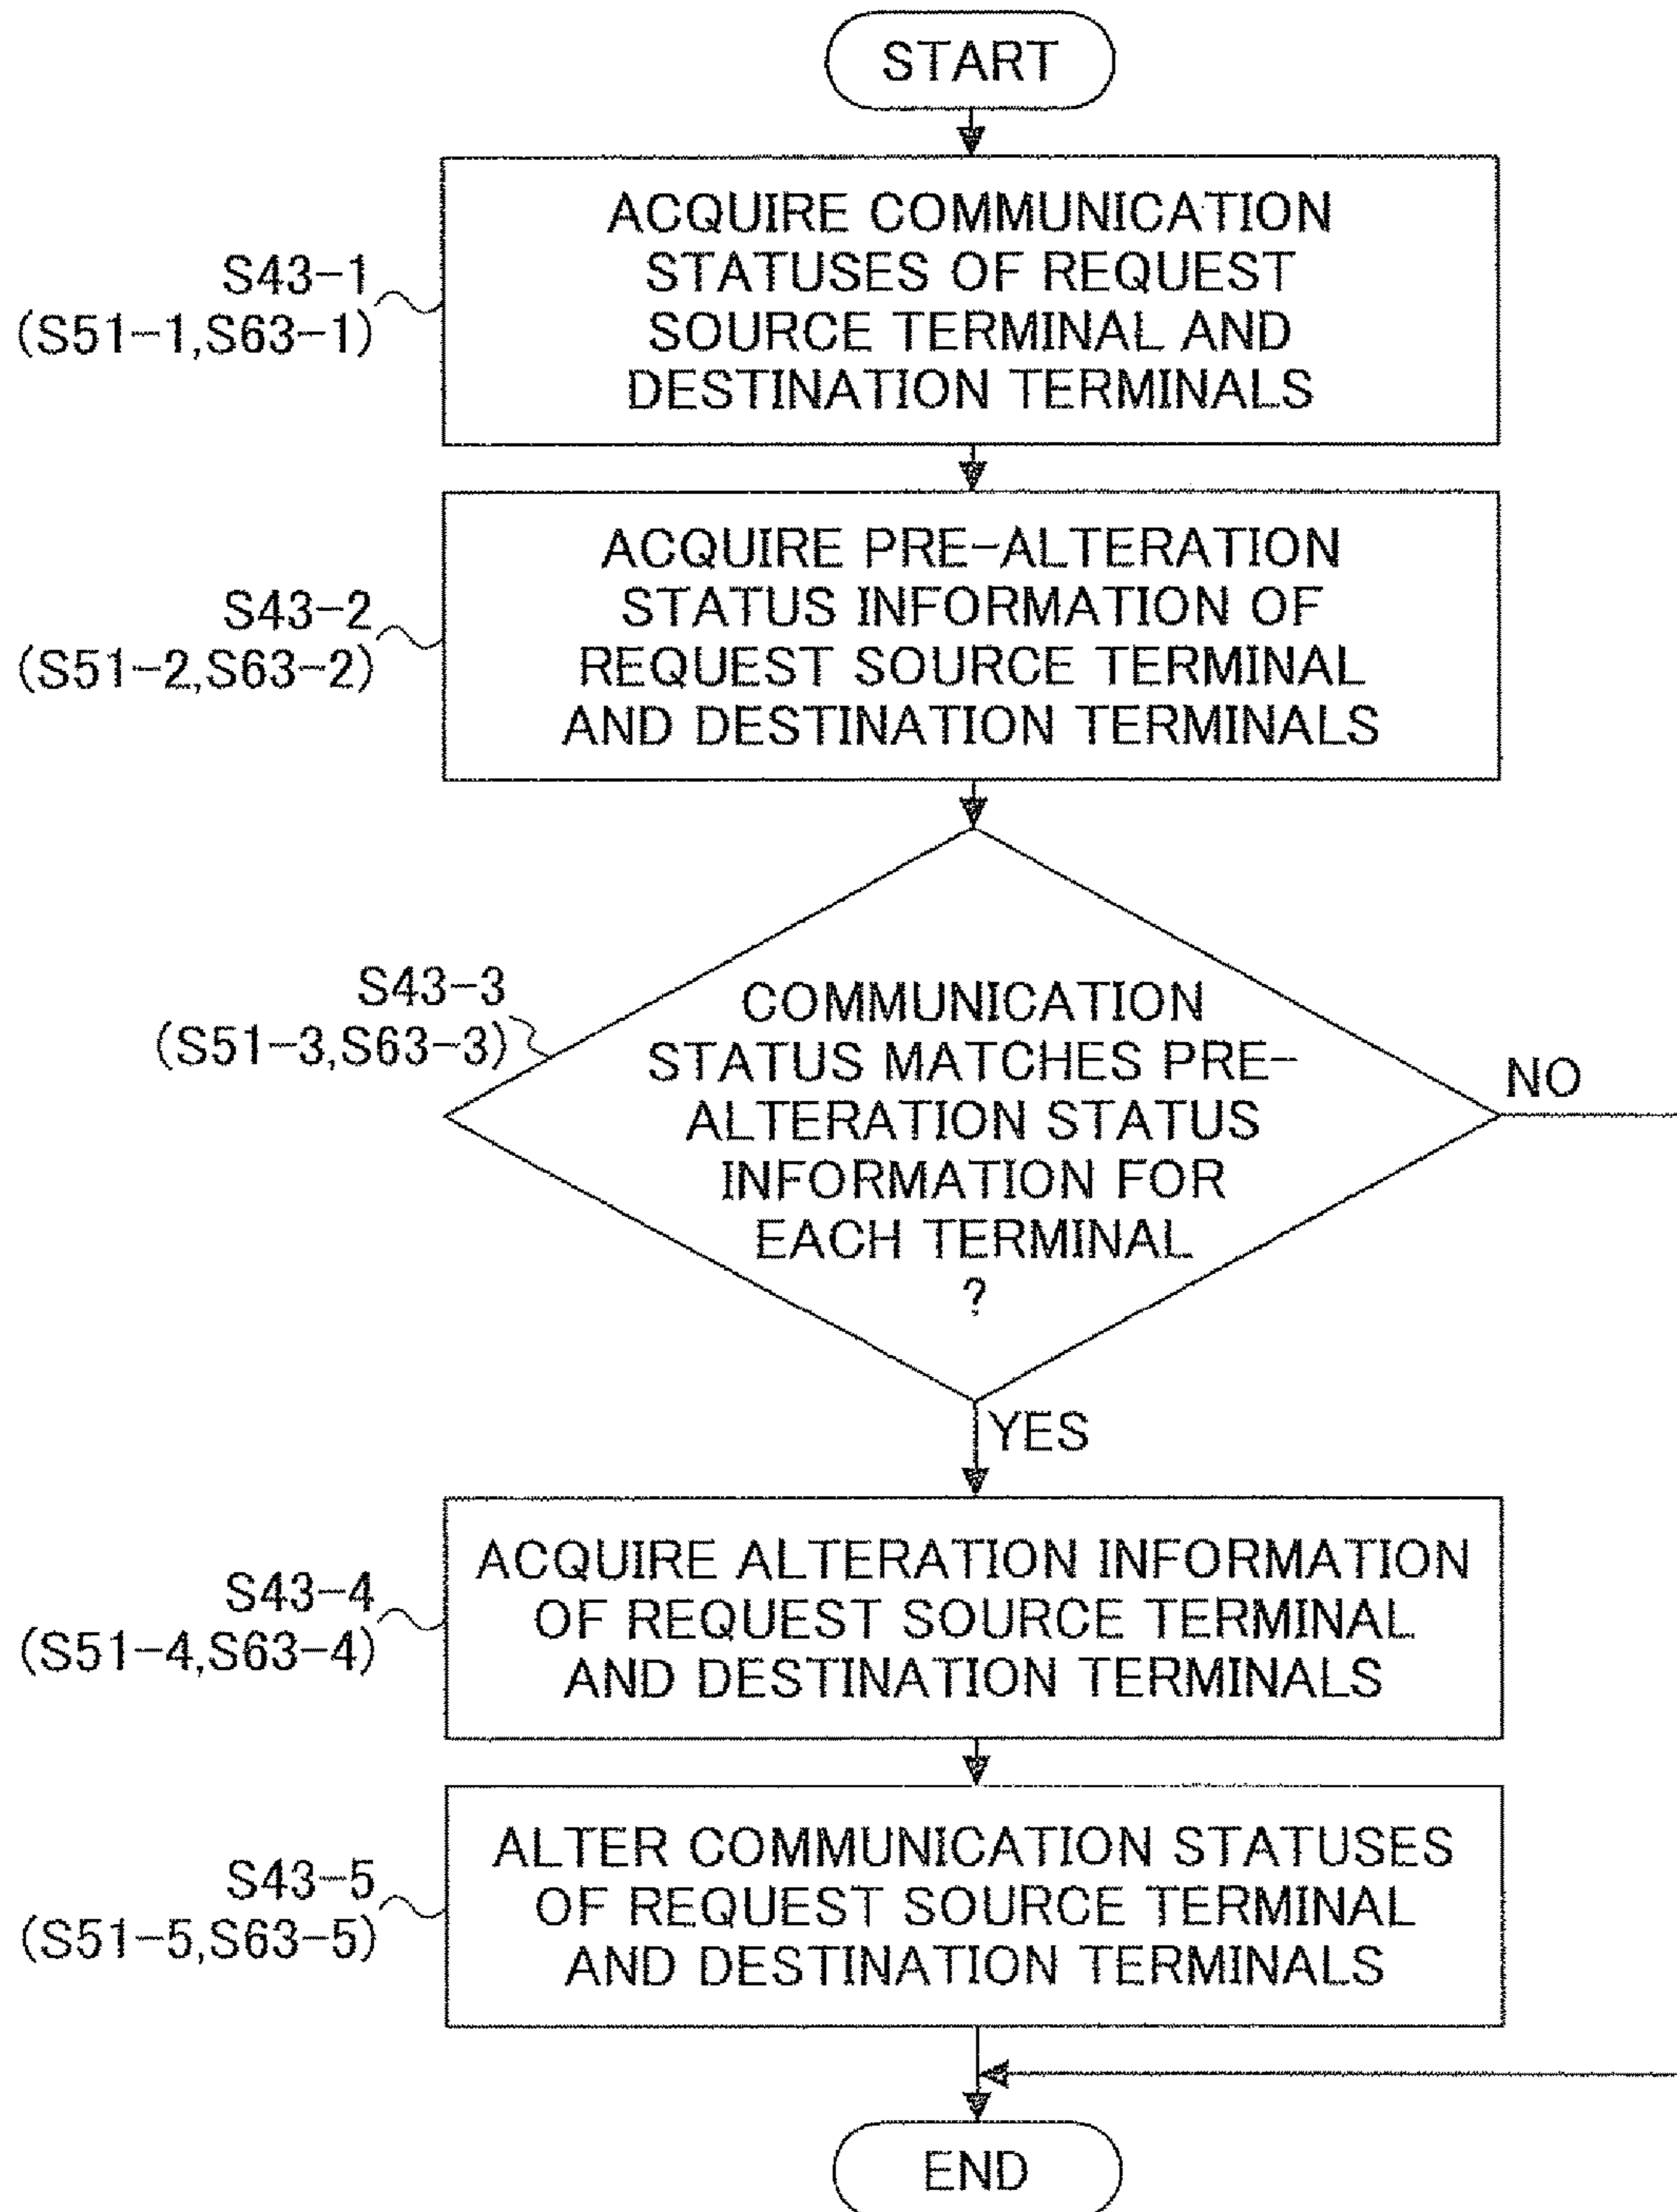 START
S43-1
(S51-1,S63-1)
ACQUIRE COMMUNICATION
STATUSES OF REQUEST
SOURCE TERMINAL AND
DESTINATION TERMINALS
S43-2
(S51-2,S63-2)
ACQUIRE PRE-ALTERATION
STATUS INFORMATION OF
REQUEST SOURCE TERMINAL
AND DESTINATION TERMINALS
S43-3
(S51-3,S63-3)
COMMUNICATION
STATUS MATCHES PRE-
ALTERATION STATUS
INFORMATION FOR
EACH TERMINAL
?
NO
YES
S43-4
(S51-4,S63-4)
ACQUIRE ALTERATION INFORMATION
OF REQUEST SOURCE TERMINAL
AND DESTINATION TERMINALS
S43-5
(S51-5,S63-5)
ALTER COMMUNICATION STATUSES
OF REQUEST SOURCE TERMINAL
AND DESTINATION TERMINALS
END